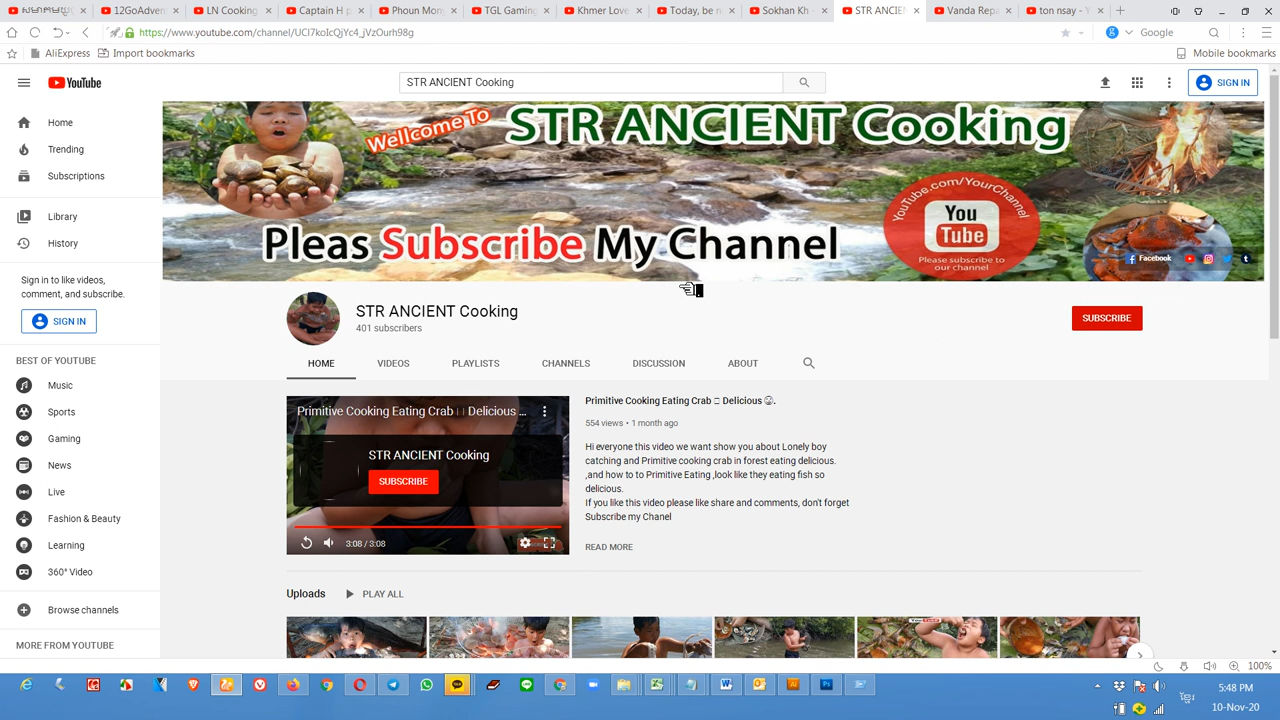 12GoAdven
LN Cooking
Captain H p
Phoun Mom
TGL Gaming
Khmer Love
Today, be n
Sokhan Kh -
STR ANCIEN
Vanda Repa
ton nsay - Y
https://www.youtube.com/channel/UCl7koIcQjYc4_jVzOurh98g
Google
AliExpress
Import bookmarks
Mobile bookmarks
YouTube
STR ANCIENT Cooking
SIGN IN
Home
Trending
Subscriptions
Library
History
Sign in to like videos,
comment, and subscribe.
SIGN IN
BEST OF YOUTUBE
Music
Sports
Gaming
News
Live
Fashion & Beauty
Learning
360° Video
Browse channels
MORE FROM YOUTUBE
Wellcome To STR ANCIENT Cooking
Pleas Subscribe My Channel
YouTube.com/YourChannel
You
Tube
Please subscribe to
our channel
Facebook
STR ANCIENT Cooking
401 subscribers
SUBSCRIBE
HOME
VIDEOS
PLAYLISTS
CHANNELS
DISCUSSION
ABOUT
Primitive Cooking Eating Crab Delicious ...
STR ANCIENT Cooking
SUBSCRIBE
3:08 / 3:08
Primitive Cooking Eating Crab Delicious.
554 views • 1 month ago
Hi everyone this video we want show you about Lonely boy
catching and Primitive cooking crab in forest eating delicious.
,and how to to Primitive Eating ,look like they eating fish so
delicious.
If you like this video please like share and comments, don't forget
Subscribe my Chanel
READ MORE
Uploads
PLAY ALL
100%
5:48 PM
10-Nov-20